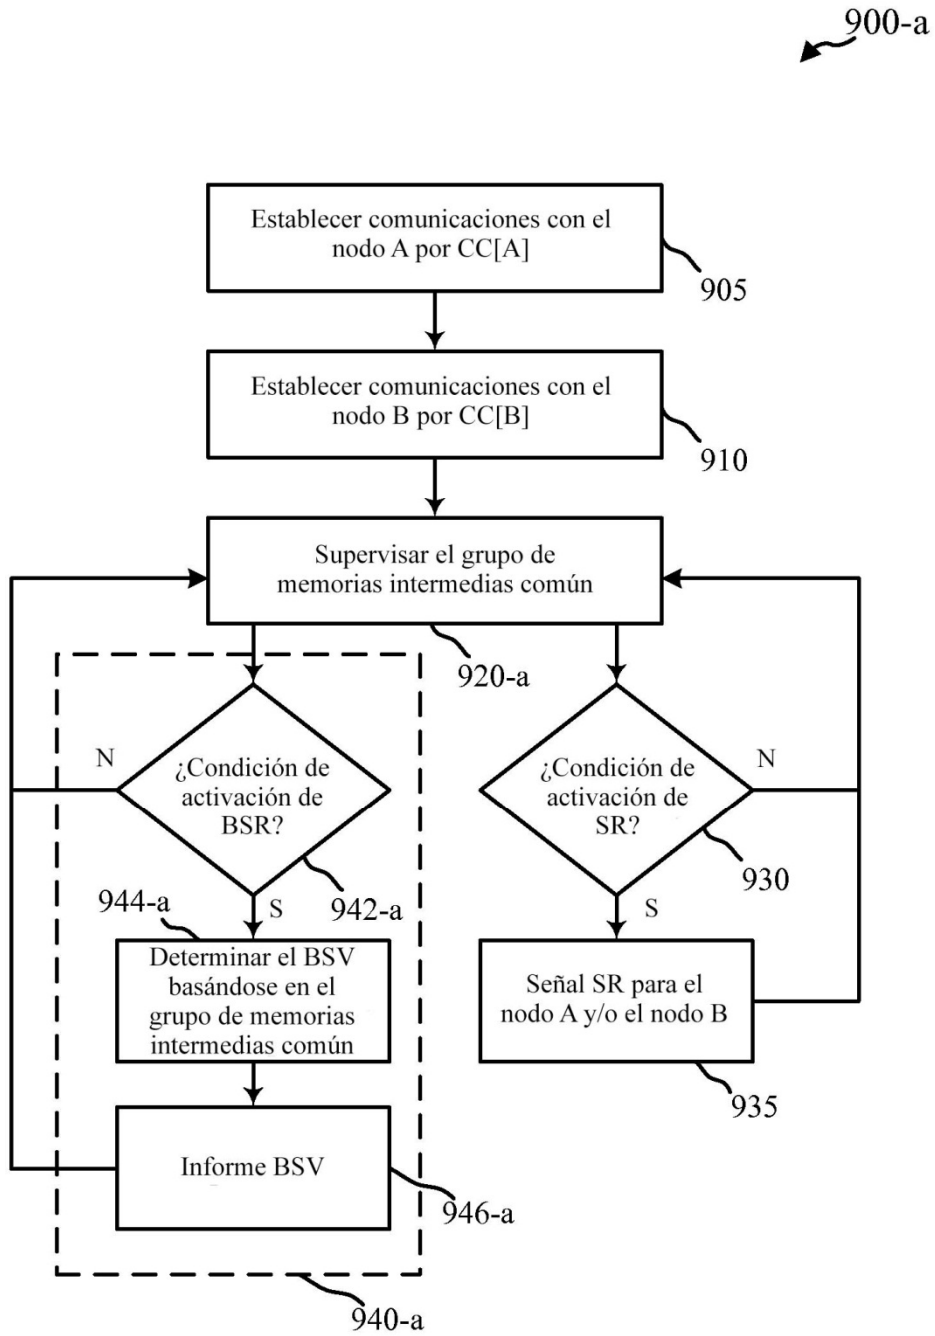 900-a
Establecer comunicaciones con el
nodo A por CC[A]
905
Establecer comunicaciones con el
nodo B por CC[B]
910
Supervisar el grupo de
memorias intermedias común
920-a
N
¿Condición de
activación de
BSR?
942-a
S
¿Condición de
activación de
SR?
N
930
S
944-a
Determinar el BSV
basándose en el
grupo de memorias
intermedias común
Señal SR para el
nodo A y/o el nodo B
935
Informe BSV
946-a
940-a